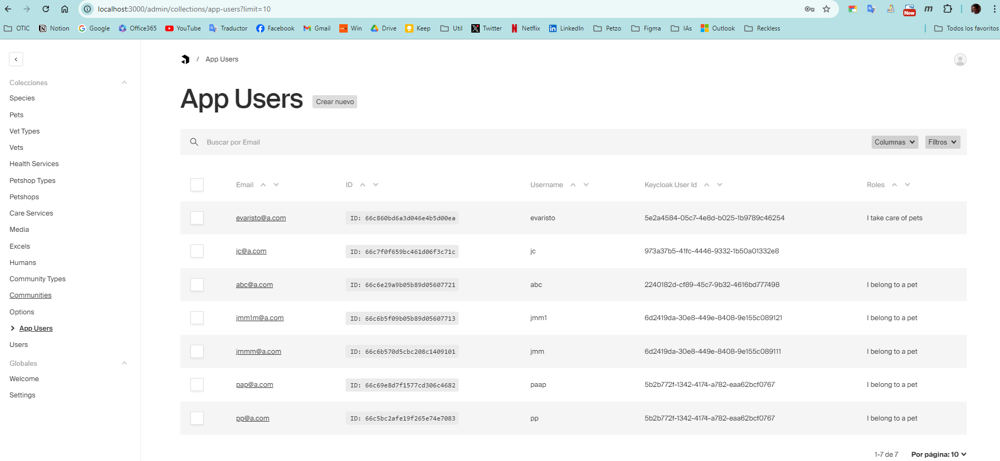 localhost:3000/admin/collections/app-users?limit=10
New
m
OTIC Notion Google Office365 YouTube Traductor Facebook Gmail Win Drive Keep Util Twitter Netflix LinkedIn Petzo Figma IAs Outlook Reckless Todos los favoritos
/ App Users
Colecciones
Species
Pets
Vet Types
Vets
Health Services
Petshop Types
Petshops
Care Services
Media
Excels
Humans
Community Types
Communities
Options
App Users
Users
Globales
Welcome
Settings
App Users Crear nuevo
Buscar por Email Columnas Filtros
Email ID Username Keycloak User Id Roles
evaristo@a.com ID: 66c860bd6a3d046e4b5d00ea evaristo 5e2a4584-05c7-4e8d-b025-1b9789c46254 I take care of pets
jc@a.com ID: 66c7f0f659bc461d06f3c71c jc 973a37b5-41fc-4446-9332-1b50a01332e8
abc@a.com ID: 66c6e29a9b05b89d05607721 abc 2240182d-cf89-45c7-9b32-4616bd777498 I belong to a pet
jmm1m@a.com ID: 66c6b5f09b05b89d05607713 jmm1 6d2419da-30e8-449e-8408-9e155c089121 I belong to a pet
jmmm@a.com ID: 66c6b570d5cbc208c1409101 jmm 6d2419da-30e8-449e-8408-9e155c089111 I belong to a pet
pap@a.com ID: 66c69e8d7f1577cd306c4682 paap 5b2b772f-1342-4174-a782-eaa62bcf0767 I belong to a pet
pp@a.com ID: 66c5bc2afe19f265e74e7083 pp 5b2b772f-1342-4174-a782-eaa62bcf0767 I belong to a pet
1-7 de 7 Por página: 10